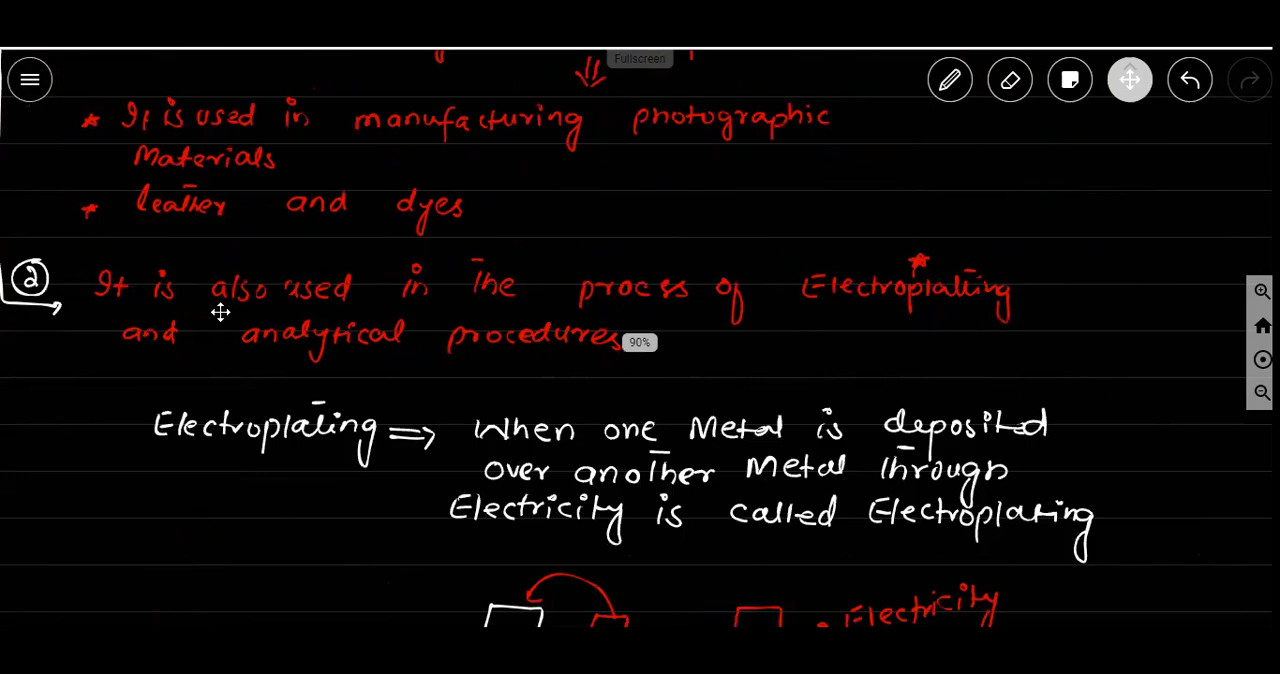 Fullscreen
* It is used in manufacturing photographic
Materials
* leather and dyes
2 It is also used in the process of Electroplating
and analytical procedures
90%
Electroplating => When one Metal is deposited
over another Metal through
Electricity is called Electroplating
Electricity